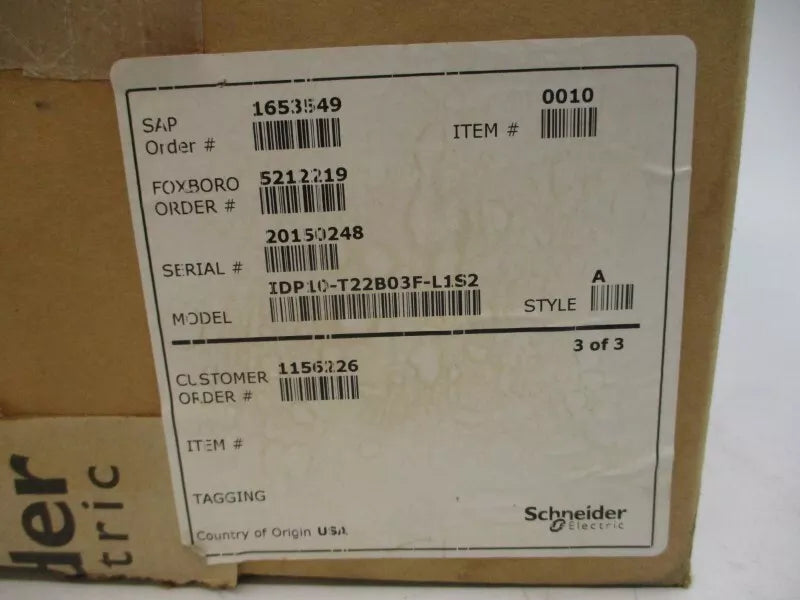 SAP
Order #
1653549
ITEM #
0010
FOXBORO
ORDER #
5212219
SERIAL #
20150248
MODEL
IDP10-T22B03F-L1S2
STYLE
A
3 of 3
CUSTOMER
ORDER #
1156226
ITEM #
TAGGING
Country of Origin USA
Schneider
Electric
der
tric